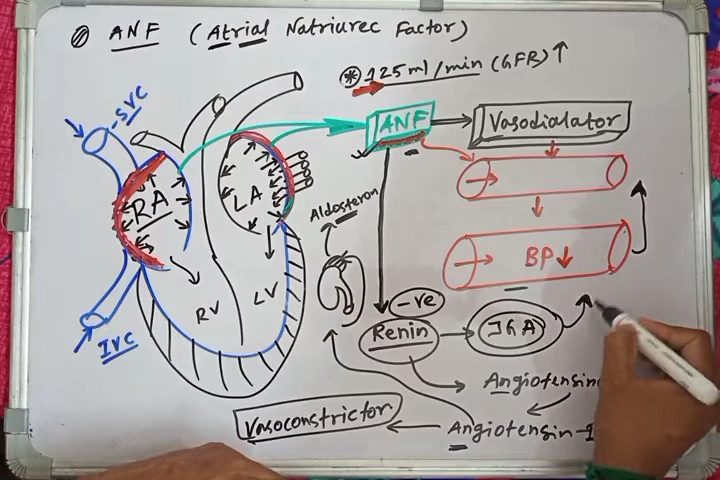 ANF (Atrial Natriurec Factor)
125 ml/min (GFR) ↑
SVC
ANF
Vasodialator
RA
LA
Aldosteron
BP ↓
RV
LV
-ve
Renin
JGA
IVC
Angiotensin
Vasoconstrictor
Angiotensin-